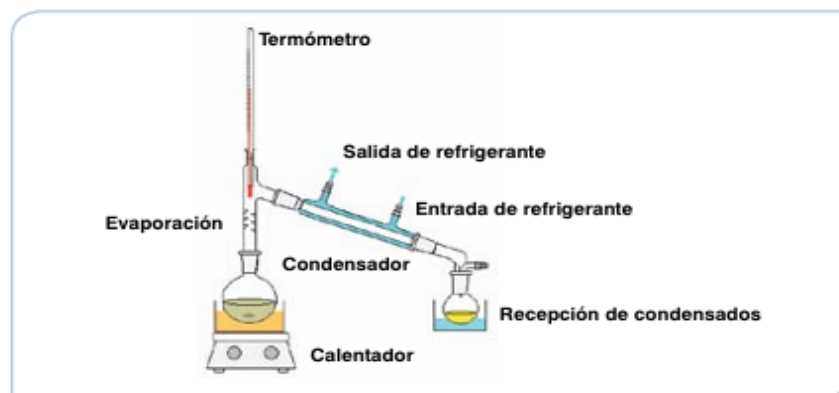 Termómetro
Salida de refrigerante
Entrada de refrigerante
Evaporación
Condensador
Recepción de condensados
Calentador